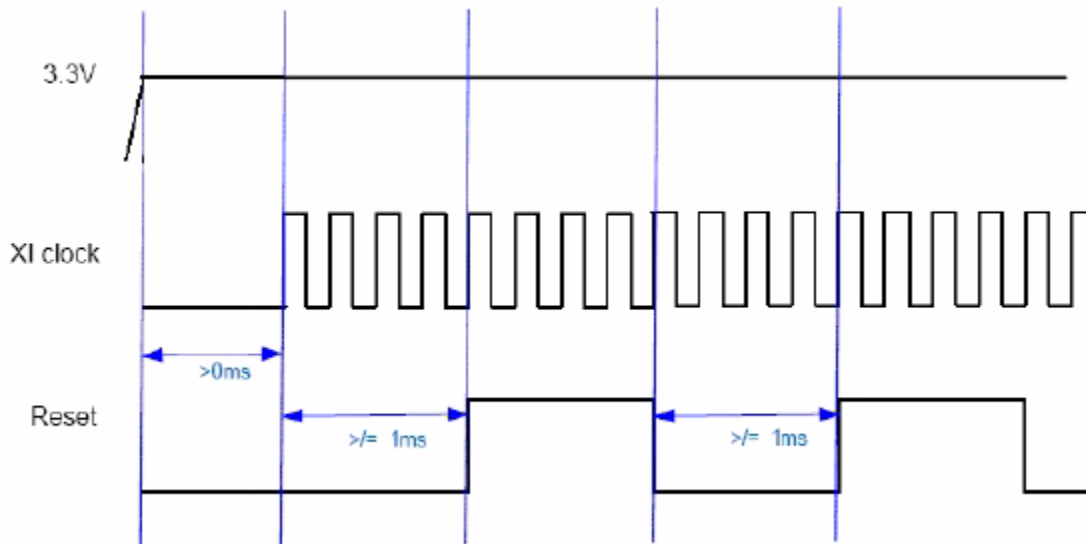 3.3V
XI clock
>0ms
Reset
>/= 1ms
>/= 1ms